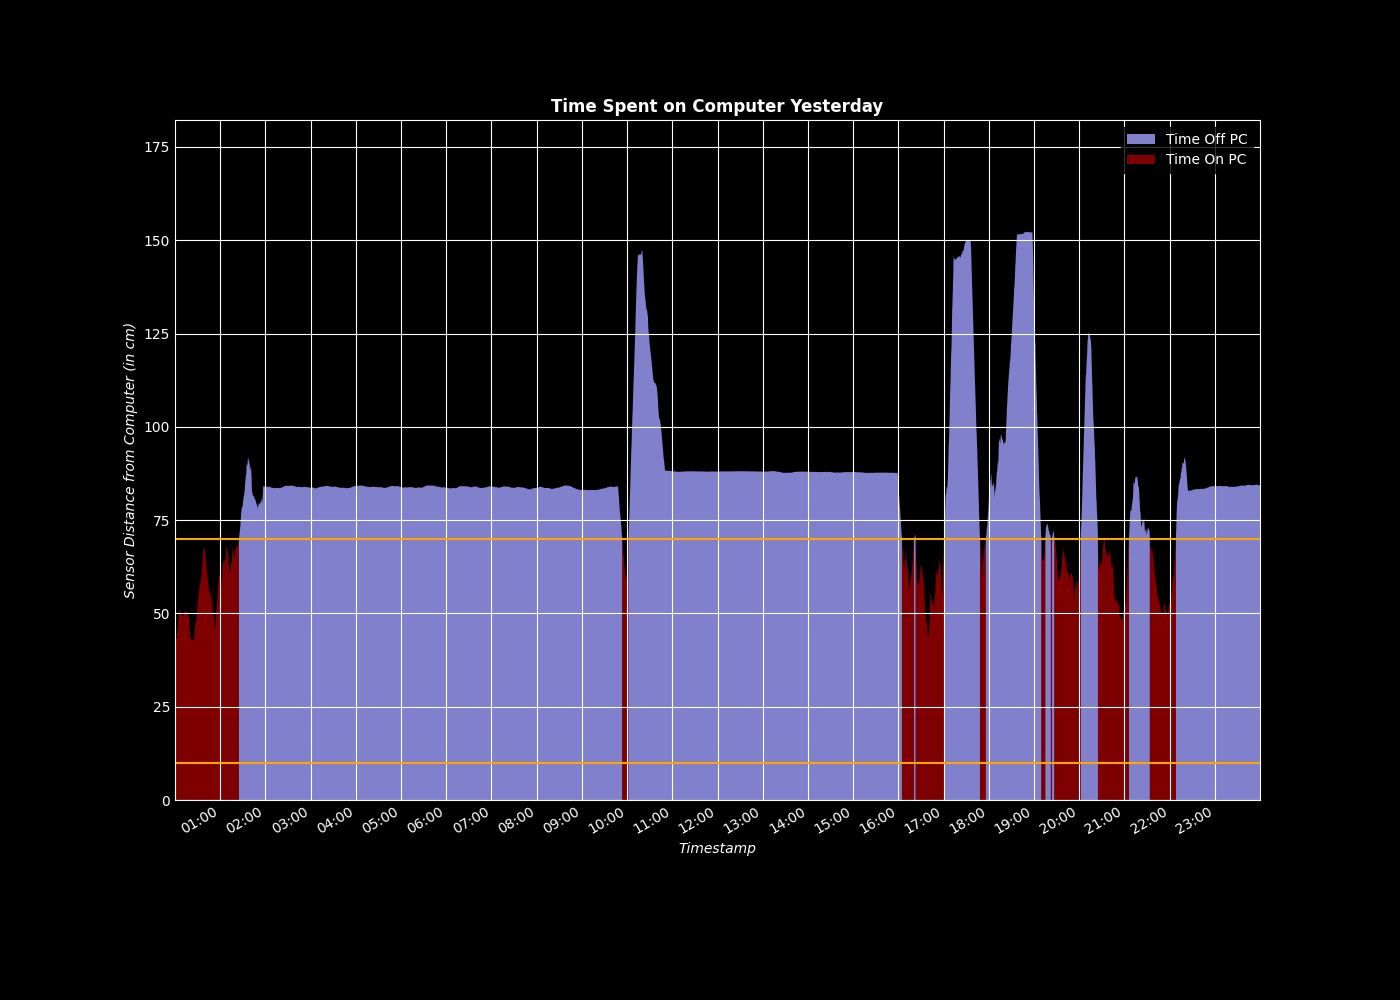 Time Spent on Computer Yesterday
Time Off PC
Time On PC
175
150
125
100
75
50
25
0
Sensor Distance from Computer (in cm)
01:00 02:00 03:00 04:00 05:00 06:00 07:00 08:00 09:00 10:00 11:00 12:00 13:00 14:00 15:00 16:00 17:00 18:00 19:00 20:00 21:00 22:00 23:00
Timestamp